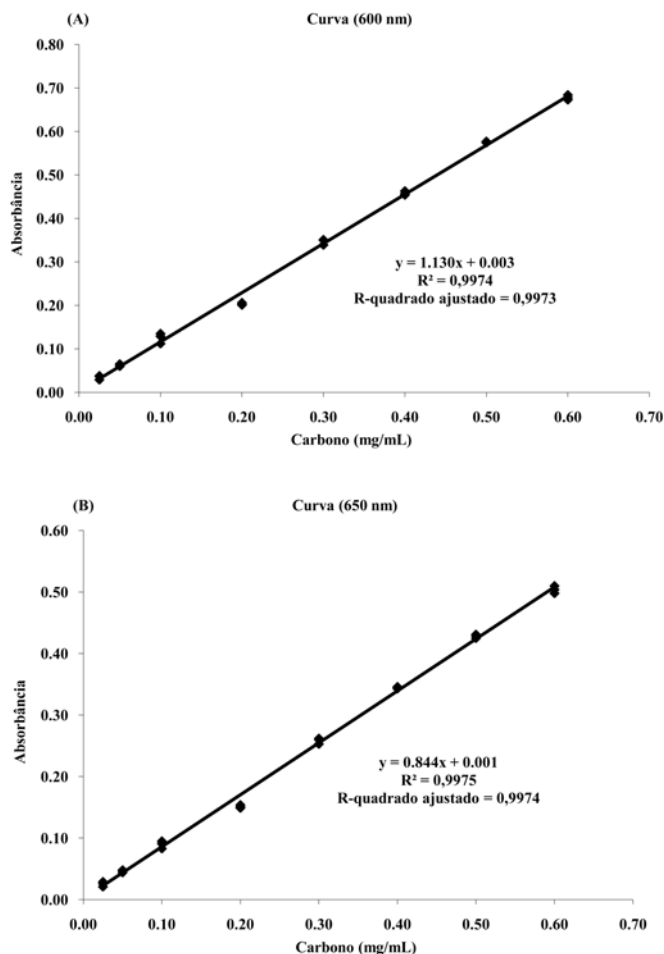 (A) Curva (600 nm)
0.80
0.70
0.60
0.50
0.40
0.30
0.20
0.10
0.00
Absorbância
y = 1.130x + 0.003
R² = 0,9974
R-quadrado ajustado = 0,9973
0.00 0.10 0.20 0.30 0.40 0.50 0.60 0.70
Carbono (mg/mL)
(B) Curva (650 nm)
0.60
0.50
0.40
0.30
0.20
0.10
0.00
Absorbância
y = 0.844x + 0.001
R² = 0,9975
R-quadrado ajustado = 0,9974
0.00 0.10 0.20 0.30 0.40 0.50 0.60 0.70
Carbono (mg/mL)